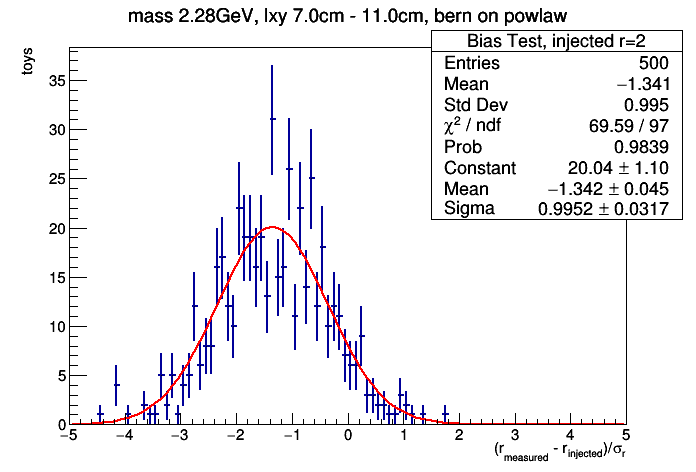 mass 2.28GeV, lxy 7.0cm - 11.0cm, bern on powlaw
Bias Test, injected r=2
Entries 500
Mean −1.341
Std Dev 0.995
χ² / ndf 69.59 / 97
Prob 0.9839
Constant 20.04 ± 1.10
Mean −1.342 ± 0.045
Sigma 0.9952 ± 0.0317
toys
35
30
25
20
15
10
5
0
−5 −4 −3 −2 −1 0 1 2 3 4 5
(r_measured - r_injected)/σ_r